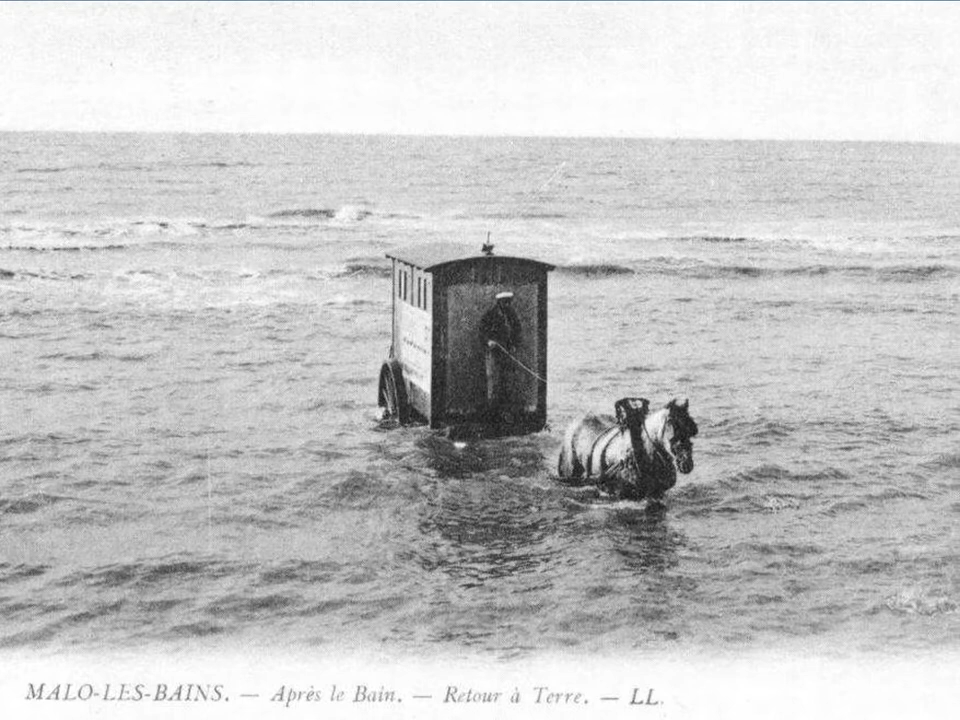 MALO-LES-BAINS. — Après le Bain. — Retour à Terre. — LL.